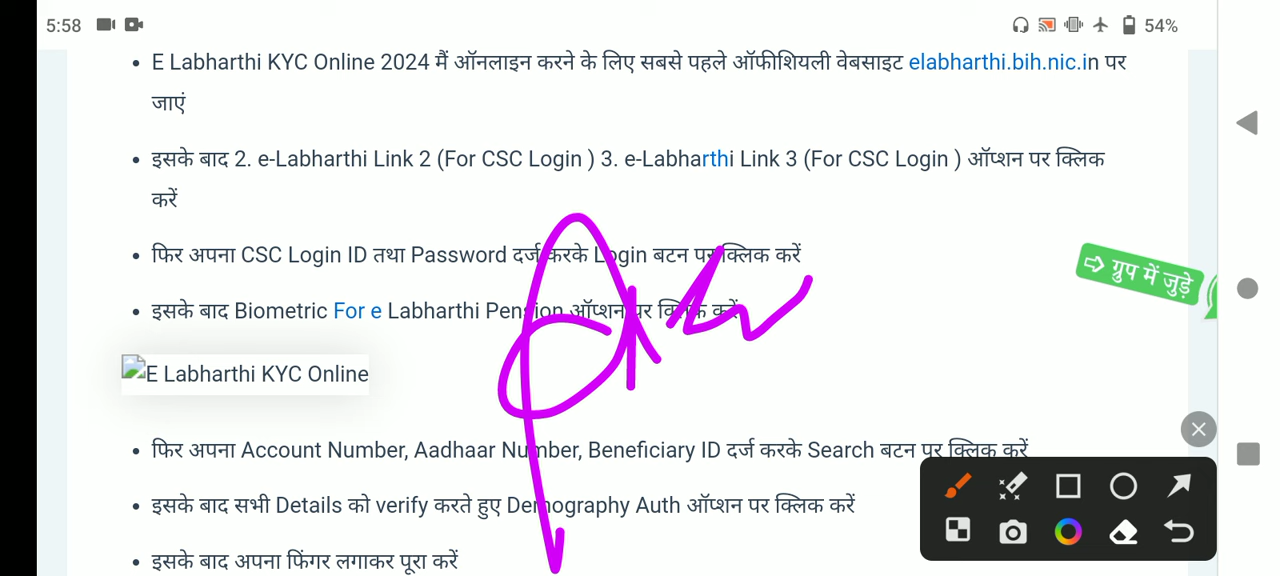 5:58
54%
E Labharthi KYC Online 2024 मैं ऑनलाइन करने के लिए सबसे पहले ऑफीशियली वेबसाइट elabharthi.bih.nic.in पर
जाएं
इसके बाद 2. e-Labharthi Link 2 (For CSC Login ) 3. e-Labharthi Link 3 (For CSC Login ) ऑप्शन पर क्लिक
करें
फिर अपना CSC Login ID तथा Password दर्ज करके Login बटन पर क्लिक करें
ग्रुप में जुड़े
इसके बाद Biometric For e Labharthi Pension ऑप्शन पर क्लिक करें
E Labharthi KYC Online
फिर अपना Account Number, Aadhaar Number, Beneficiary ID दर्ज करके Search बटन पर क्लिक करें
इसके बाद सभी Details को verify करते हुए Demography Auth ऑप्शन पर क्लिक करें
इसके बाद अपना फिंगर लगाकर पूरा करें